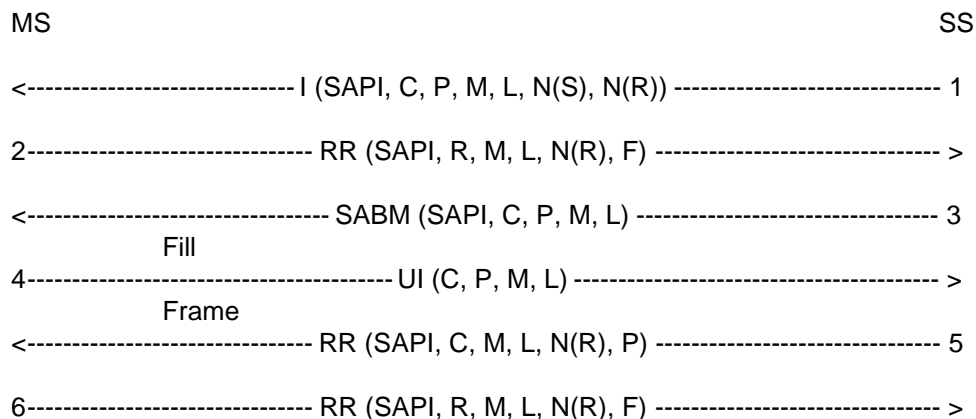 MS SS
<------------------------------ I (SAPI, C, P, M, L, N(S), N(R)) ------------------------------ 1
2-------------------------------- RR (SAPI, R, M, L, N(R), F) -------------------------------- >
<---------------------------------- SABM (SAPI, C, P, M, L) ---------------------------------- 3
Fill
4----------------------------------------- UI (C, P, M, L) ----------------------------------------- >
Frame
<-------------------------------- RR (SAPI, C, M, L, N(R), P) -------------------------------- 5
6-------------------------------- RR (SAPI, R, M, L, N(R), F) -------------------------------- >